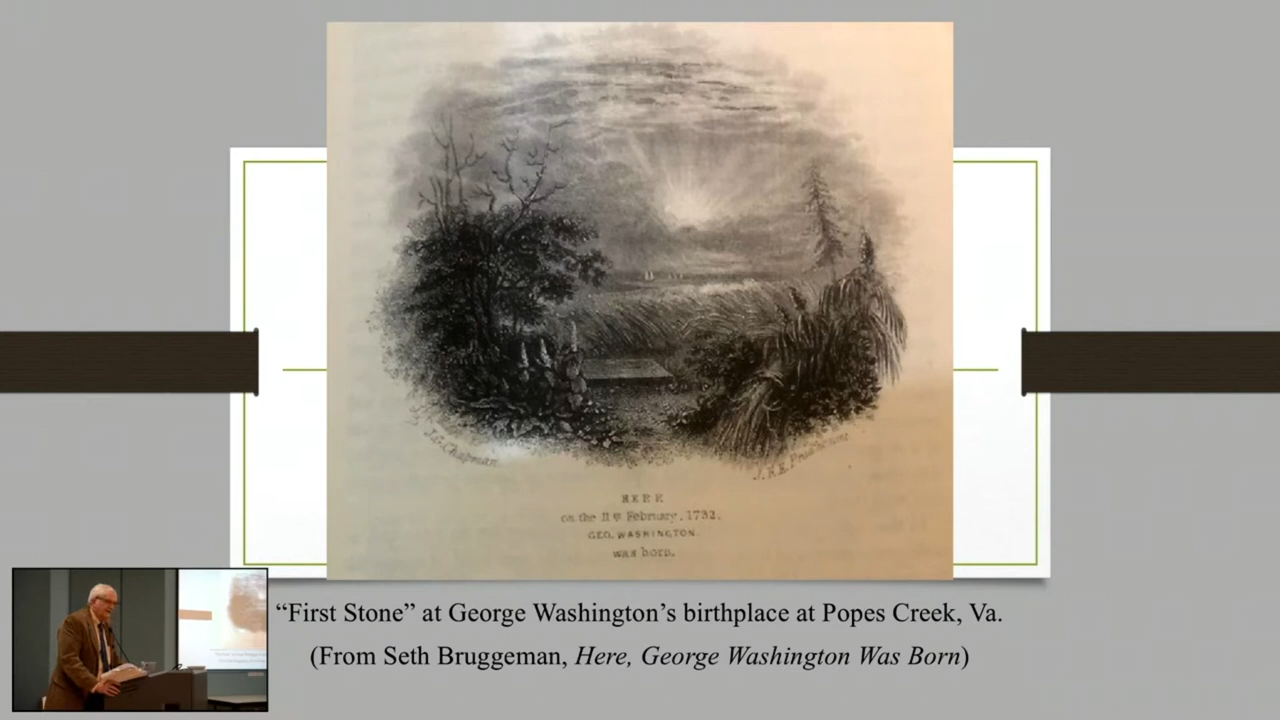 J.G. Chapman
HERE
on the 11th February, 1732,
GEO. WASHINGTON
was born.
“First Stone” at George Washington’s birthplace at Popes Creek, Va.
(From Seth Bruggeman, Here, George Washington Was Born)